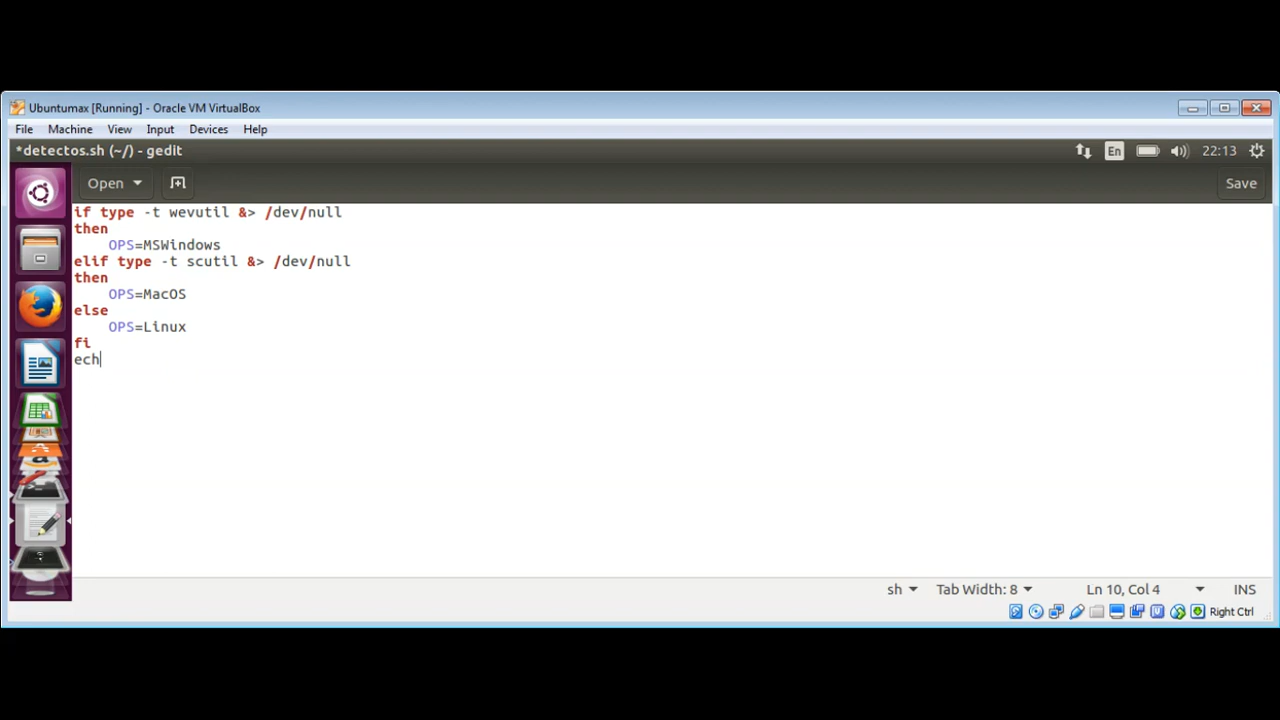 Ubuntumax [Running] - Oracle VM VirtualBox
File Machine View Input Devices Help
*detectos.sh (~/) - gedit En 22:13
Open Save
if type -t wevutil &> /dev/null
then
OPS=MSWindows
elif type -t scutil &> /dev/null
then
OPS=MacOS
else
OPS=Linux
fi
ech
sh Tab Width: 8 Ln 10, Col 4 INS
Right Ctrl